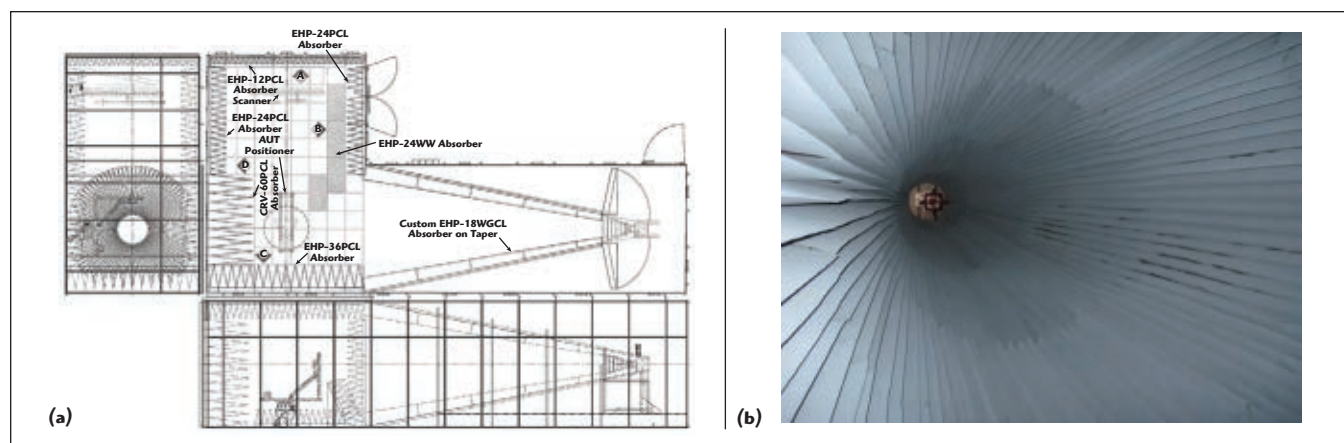 EHP-24PCL
Absorber
A
EHP-12PCL
Absorber
Scanner
EHP-24PCL
Absorber
AUT
Positioner
B
EHP-24WW Absorber
D
CRV-60PCL
Absorber
Custom EHP-18WGCL
Absorber on Taper
C
EHP-36PCL
Absorber
(a)
(b)